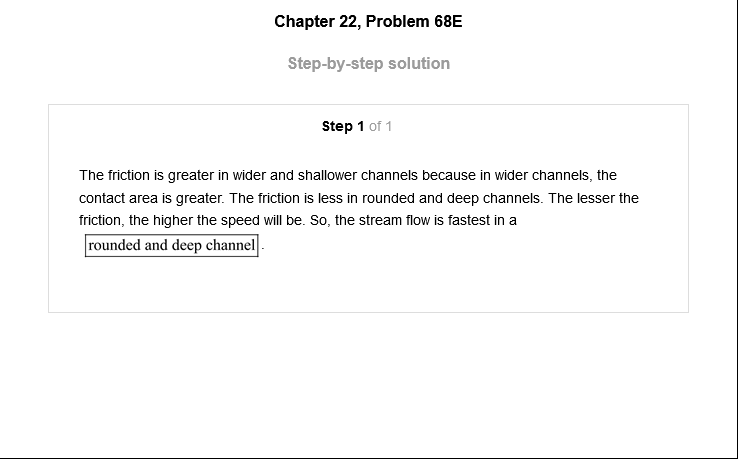 Chapter 22, Problem 68E
Step-by-step solution
Step 1 of 1
The friction is greater in wider and shallower channels because in wider channels, the
contact area is greater. The friction is less in rounded and deep channels. The lesser the
friction, the higher the speed will be. So, the stream flow is fastest in a
rounded and deep channel.